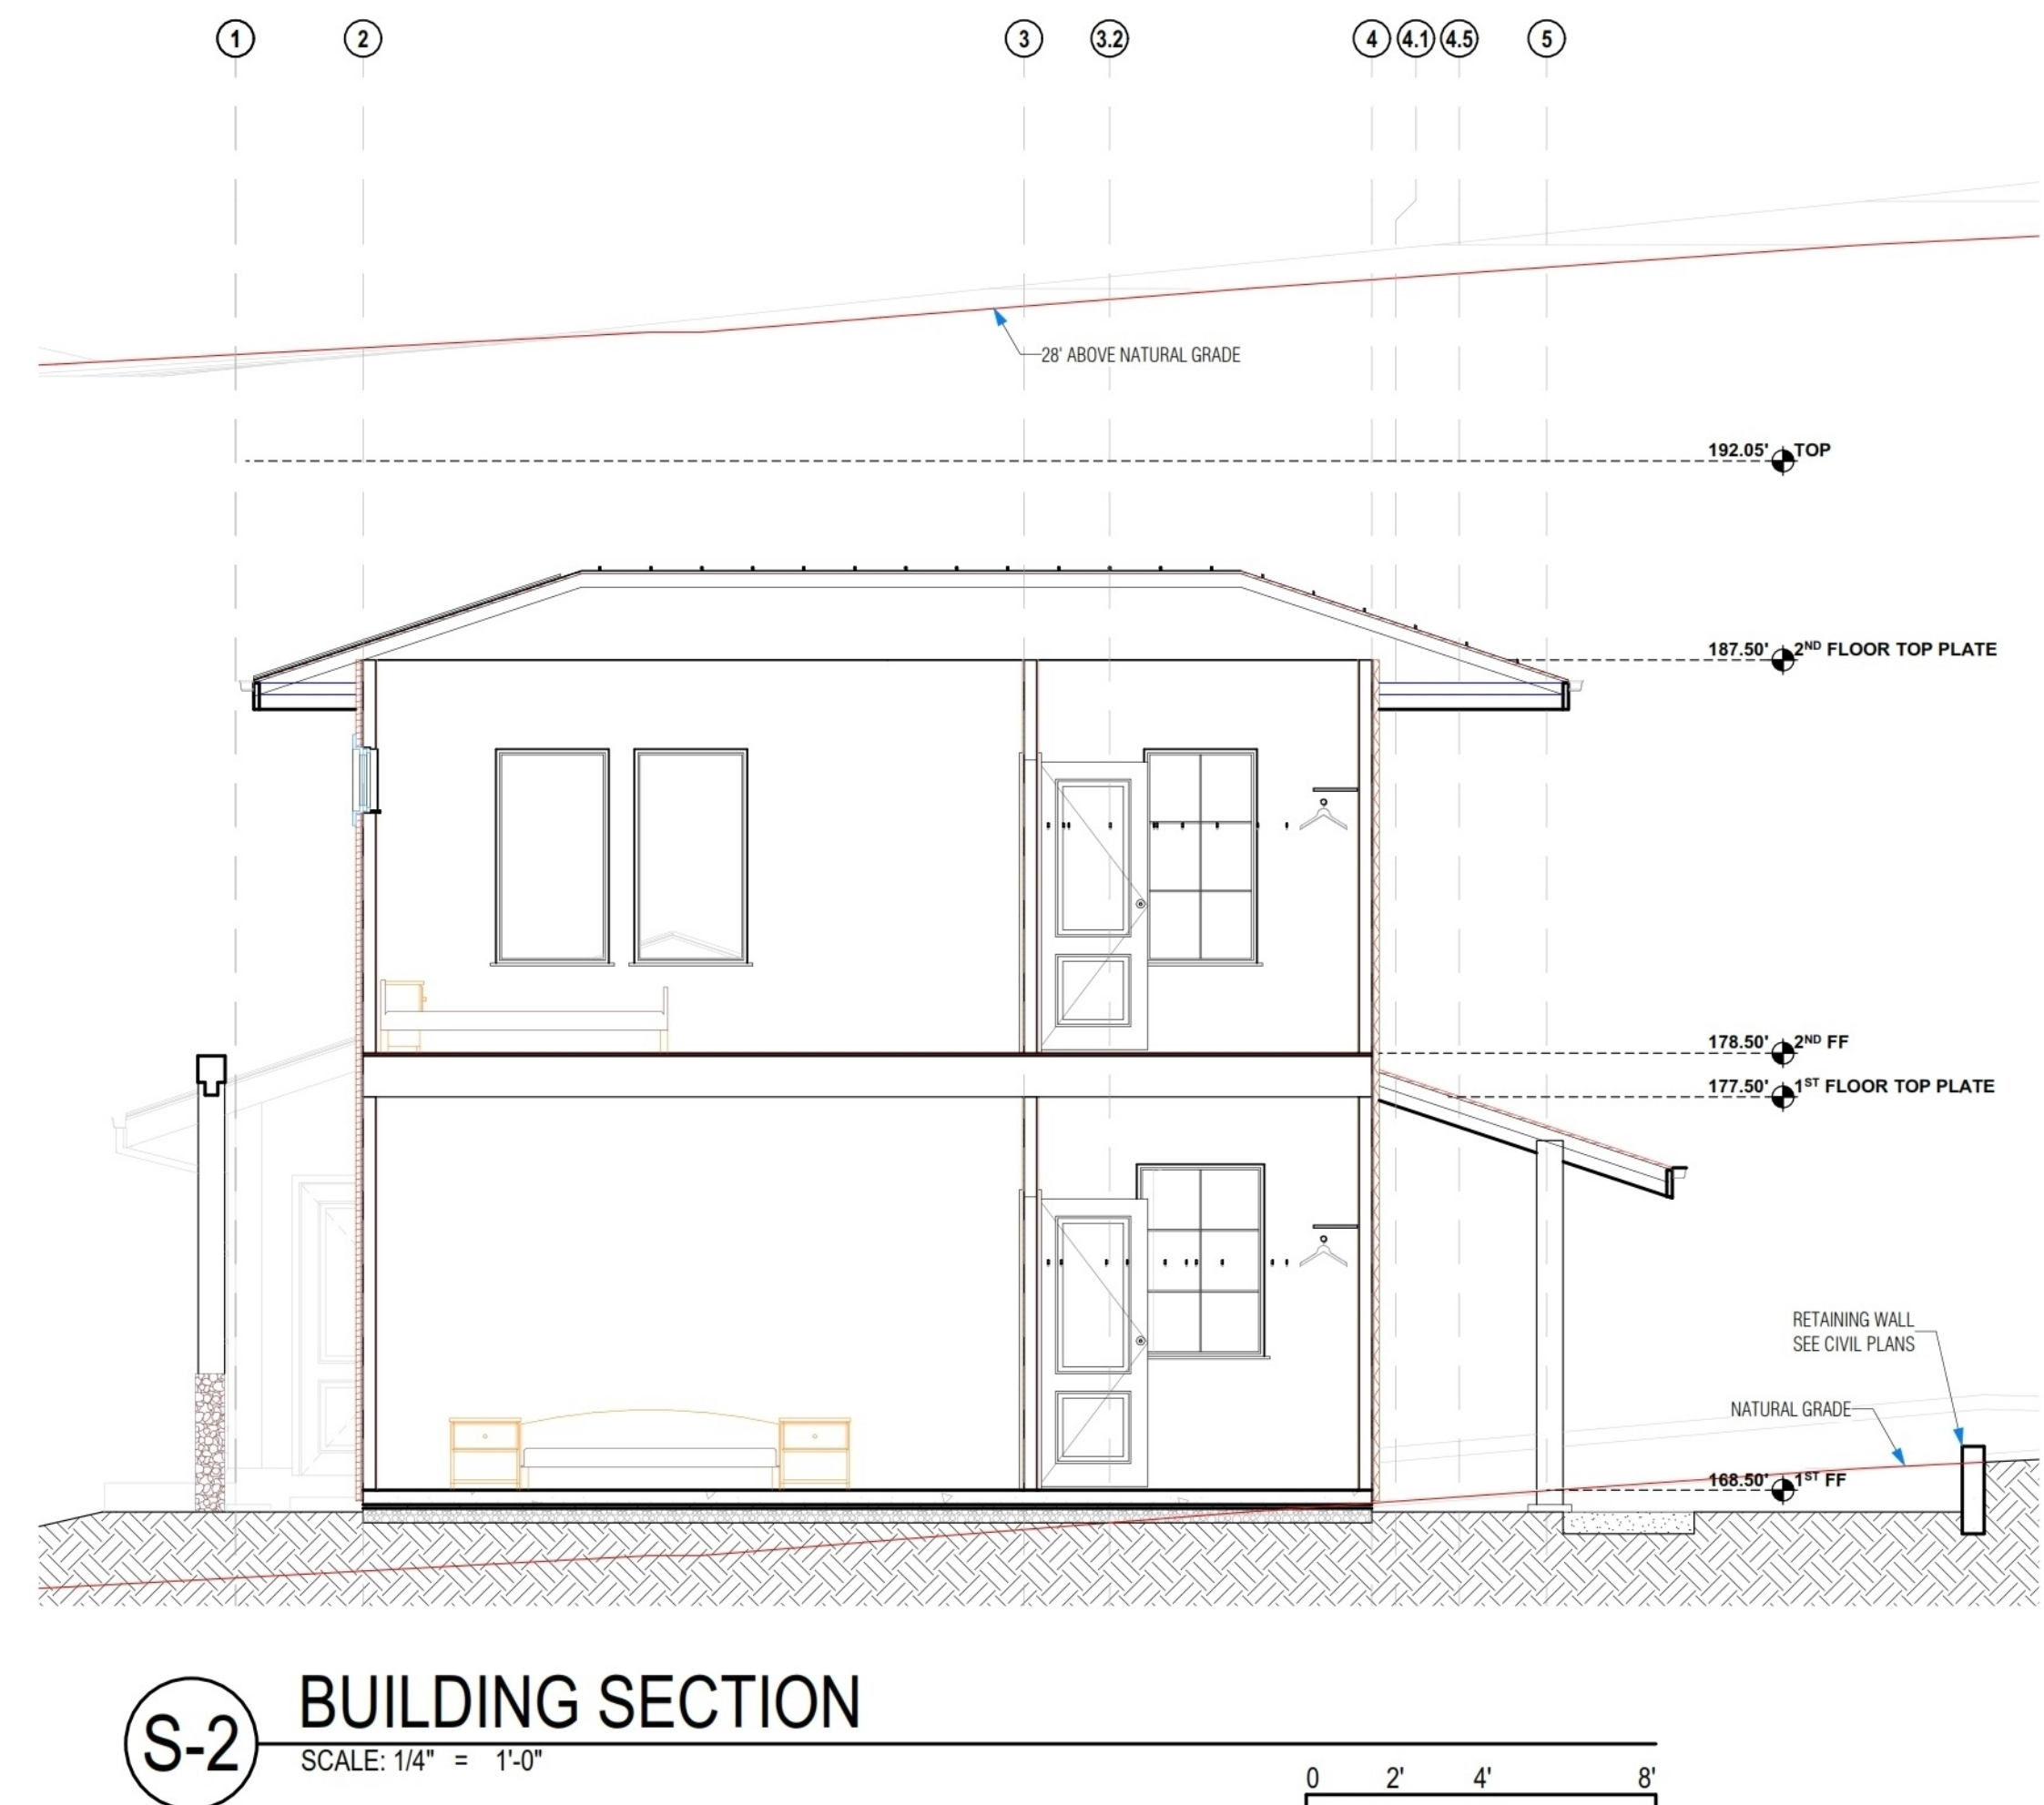 1 2 3 3.2 4 4.1 4.5 5
28' ABOVE NATURAL GRADE
192.05' TOP
187.50' 2ND FLOOR TOP PLATE
178.50' 2ND FF
177.50' 1ST FLOOR TOP PLATE
RETAINING WALL
SEE CIVIL PLANS
NATURAL GRADE
168.50' 1ST FF
S-2
BUILDING SECTION
SCALE: 1/4" = 1'-0"
0 2' 4' 8'